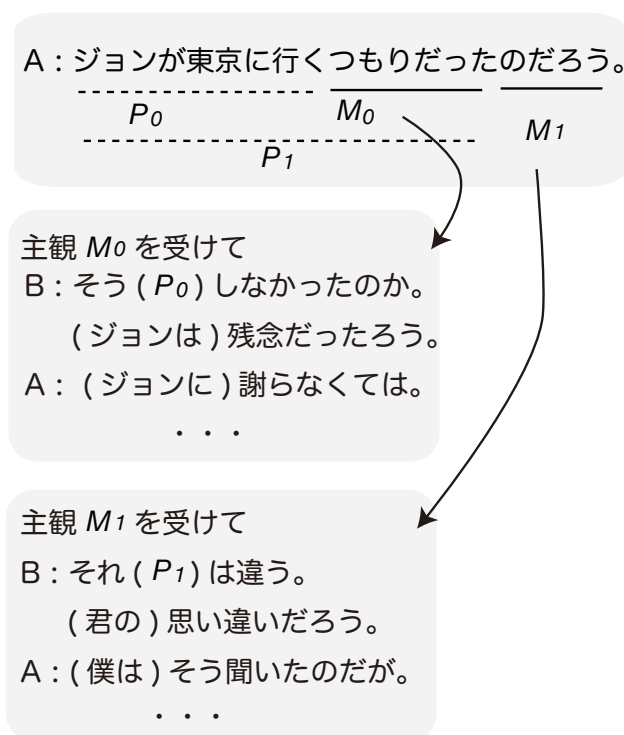 A：ジョンが東京に行くつもりだったのだろう。
P0 M0 M1
P1
主観 M0 を受けて
B：そう ( P0 ) しなかったのか。
( ジョンは ) 残念だったろう。
A： ( ジョンに ) 謝らなくては。
・・・
主観 M1 を受けて
B：それ ( P1 ) は違う。
( 君の ) 思い違いだろう。
A：( 僕は ) そう聞いたのだが。
・・・